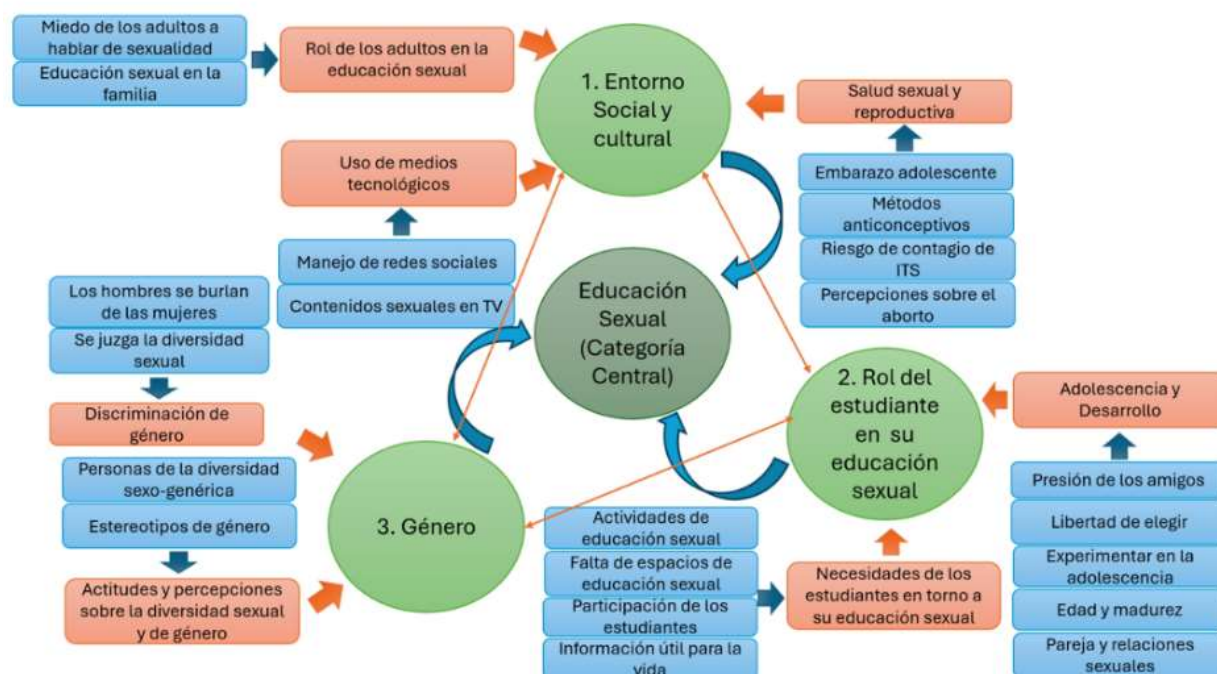 Miedo de los adultos a
hablar de sexualidad
Educación sexual en la
familia
Rol de los adultos en la
educación sexual
1. Entorno
Social y
cultural
Salud sexual y
reproductiva
Embarazo adolescente
Métodos
anticonceptivos
Riesgo de contagio de
ITS
Percepciones sobre el
aborto
Uso de medios
tecnológicos
Manejo de redes sociales
Contenidos sexuales en TV
Educación
Sexual
(Categoría
Central)
Los hombres se burlan
de las mujeres
Se juzga la diversidad
sexual
Discriminación de
género
Personas de la diversidad
sexo-genérica
Estereotipos de género
Actitudes y percepciones
sobre la diversidad sexual
y de género
3. Género
2. Rol del
estudiante
en su
educación
sexual
Adolescencia y
Desarrollo
Presión de los amigos
Libertad de elegir
Experimentar en la
adolescencia
Edad y madurez
Pareja y relaciones
sexuales
Actividades de
educación sexual
Falta de espacios de
educación sexual
Participación de los
estudiantes
Información útil para la
vida
Necesidades de los
estudiantes en torno a
su educación sexual